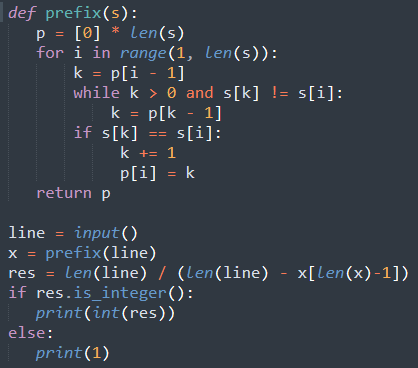 def prefix(s):
    p = [0] * len(s)
    for i in range(1, len(s)):
        k = p[i - 1]
        while k > 0 and s[k] != s[i]:
            k = p[k - 1]
        if s[k] == s[i]:
            k += 1
            p[i] = k
    return p

line = input()
x = prefix(line)
res = len(line) / (len(line) - x[len(x)-1])
if res.is_integer():
    print(int(res))
else:
    print(1)